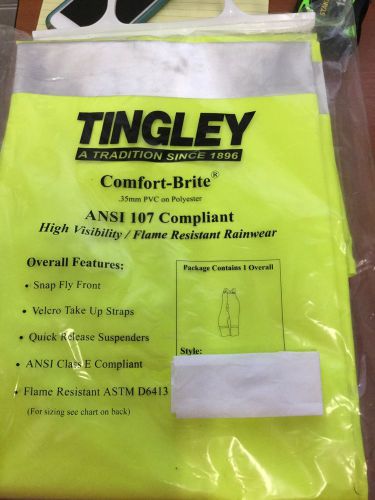 TINGLEY
A TRADITION SINCE 1896
Comfort-Brite®
.35mm PVC on Polyester
ANSI 107 Compliant
High Visibility / Flame Resistant Rainwear
Overall Features:
• Snap Fly Front
• Velcro Take Up Straps
• Quick Release Suspenders
• ANSI Class E Compliant
• Flame Resistant ASTM D6413
(For sizing see chart on back)
Package Contains 1 Overall
Style: